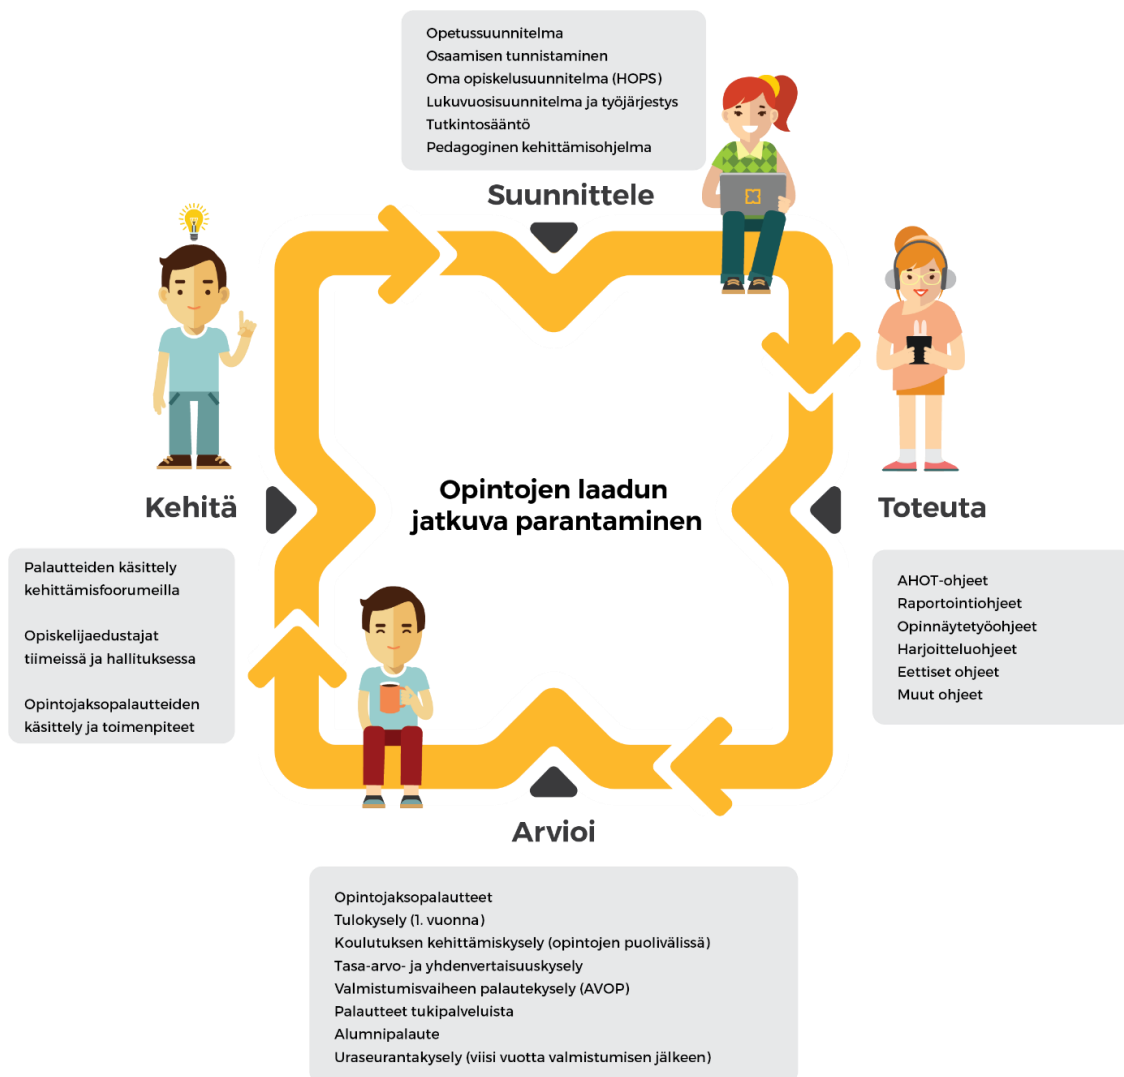 Opetussuunnitelma
Osaamisen tunnistaminen
Oma opiskelusuunnitelma (HOPS)
Lukuvuosisuunnitelma ja työjärjestys
Tutkintosääntö
Pedagoginen kehittämisohjelma
Suunnittele
Opintojen laadun
jatkuva parantaminen
Toteuta
AHOT-ohjeet
Raportointiohjeet
Opinnäytetyöohjeet
Harjoitteluohjeet
Eettiset ohjeet
Muut ohjeet
Arvioi
Opintojaksopalautteet
Tulokysely (1. vuonna)
Koulutuksen kehittämiskysely (opintojen puolivälissä)
Tasa-arvo- ja yhdenvertaisuuskysely
Valmistumisvaiheen palautekysely (AVOP)
Palautteet tukipalveluista
Alumnipalaute
Uraseurantakysely (viisi vuotta valmistumisen jälkeen)
Kehitä
Palautteiden käsittely
kehittämisfoorumeilla
Opiskelijaedustajat
tiimeissä ja hallituksessa
Opintojaksopalautteiden
käsittely ja toimenpiteet